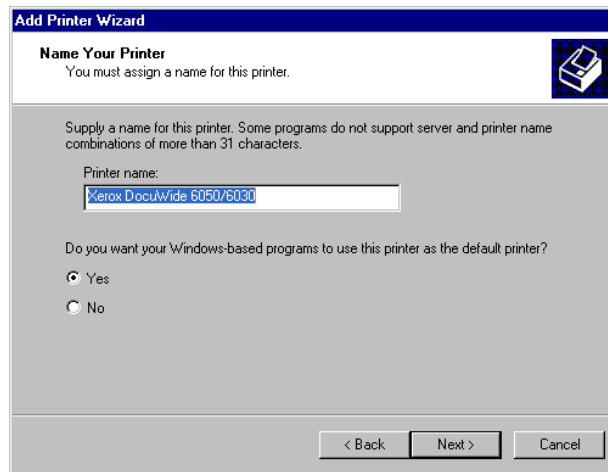 Add Printer Wizard
Name Your Printer
You must assign a name for this printer.
Supply a name for this printer. Some programs do not support server and printer name
combinations of more than 31 characters.
Printer name:
Xerox DocuWide 6050/6030
Do you want your Windows-based programs to use this printer as the default printer?
Yes
No
< Back
Next >
Cancel